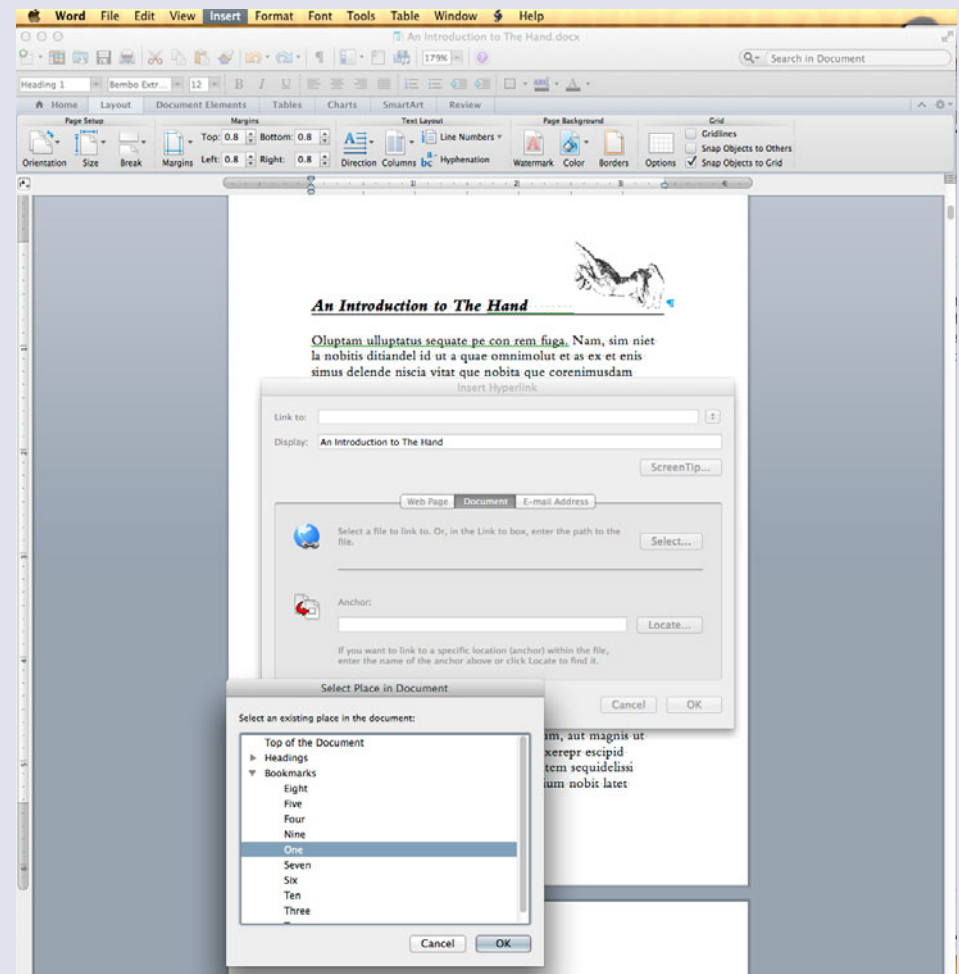 Word File Edit View Insert Format Font Tools Table Window Help
An Introduction to The Hand.docx
179%
Search in Document
Heading 1 Bembo Extr... 12 B I U
Home Layout Document Elements Tables Charts SmartArt Review
Page Setup Margins Text Layout Page Background Grid
Top: 0.8 Bottom: 0.8 Line Numbers Gridlines
Snap Objects to Others
Left: 0.8 Right: 0.8 Hyphenation Snap Objects to Grid
Orientation Size Break Margins Direction Columns Watermark Color Borders Options
1 2 3 4
An Introduction to The Hand
Oluptam ulluptatus sequate pe con rem fuga. Nam, sim niet
la nobitis ditiandel id ut a quae omnimolut et as ex et enis
simus delende niscia vitat que nobita que corenimusdam
Insert Hyperlink
Link to:
Display: An Introduction to The Hand
ScreenTip...
Web Page Document E-mail Address
Select a file to link to. Or, in the Link to box, enter the path to the
file.
Select...
Anchor:
Locate...
If you want to link to a specific location (anchor) within the file,
enter the name of the anchor above or click Locate to find it.
Cancel OK
aut magnis ut
xerepr escipid
tem sequidelissi
ium nobit latet
Select Place in Document
Select an existing place in the document:
Top of the Document
Headings
Bookmarks
Eight
Five
Four
Nine
One
Seven
Six
Ten
Three
Cancel OK